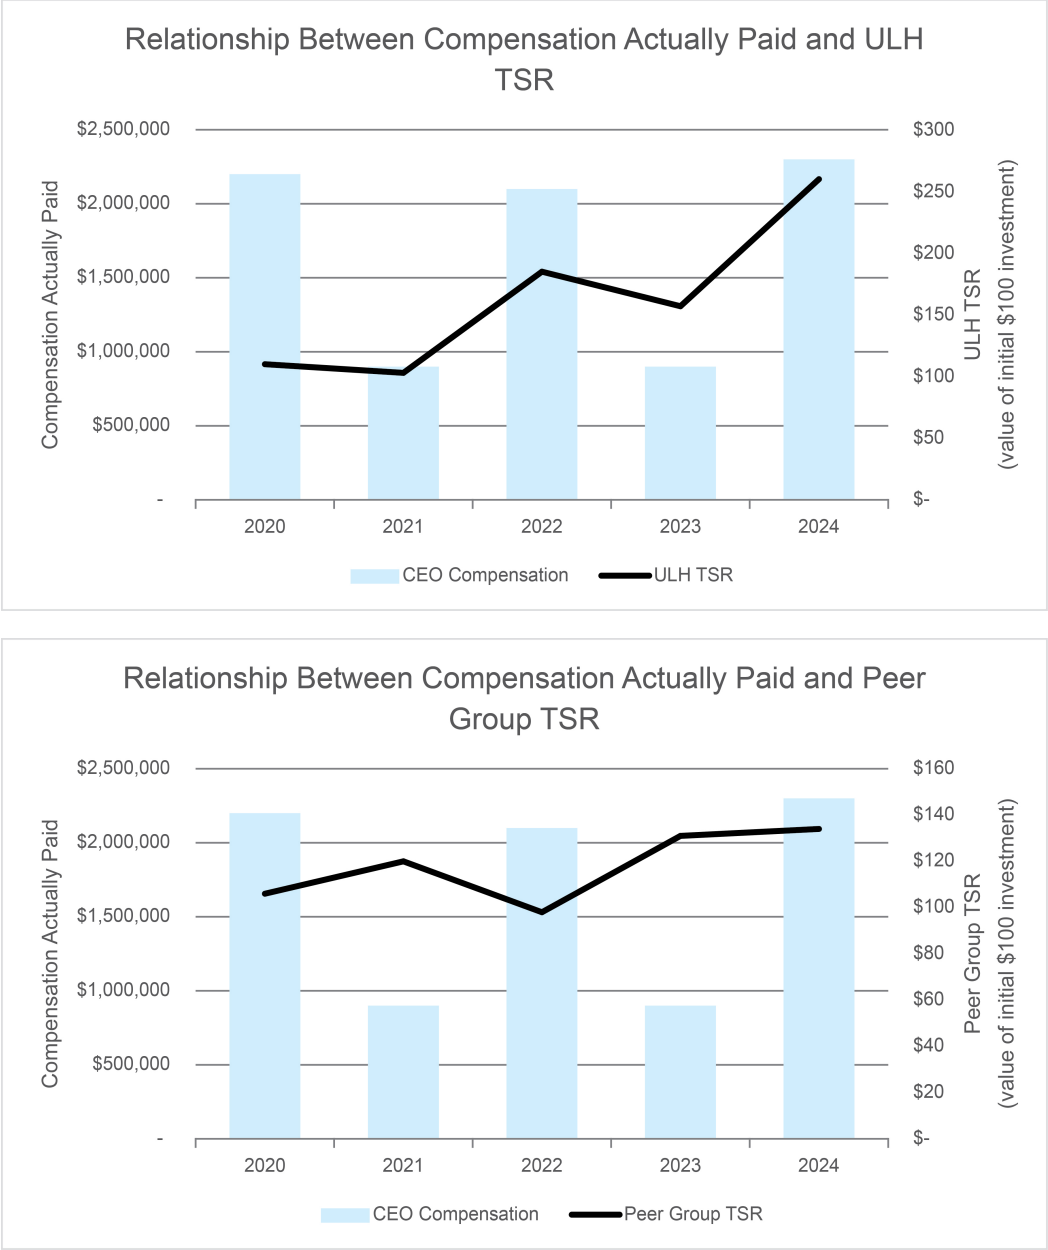 Relationship Between Compensation Actually Paid and ULH
TSR
$2,500,000
$2,000,000
$1,500,000
$1,000,000
$500,000
-
Compensation Actually Paid
$300
$250
$200
$150
$100
$50
$-
ULH TSR
(value of initial $100 investment)
2020
2021
2022
2023
2024
CEO Compensation
ULH TSR
Relationship Between Compensation Actually Paid and Peer
Group TSR
$2,500,000
$2,000,000
$1,500,000
$1,000,000
$500,000
-
Compensation Actually Paid
$160
$140
$120
$100
$80
$60
$40
$20
$-
Peer Group TSR
(value of initial $100 investment)
2020
2021
2022
2023
2024
CEO Compensation
Peer Group TSR